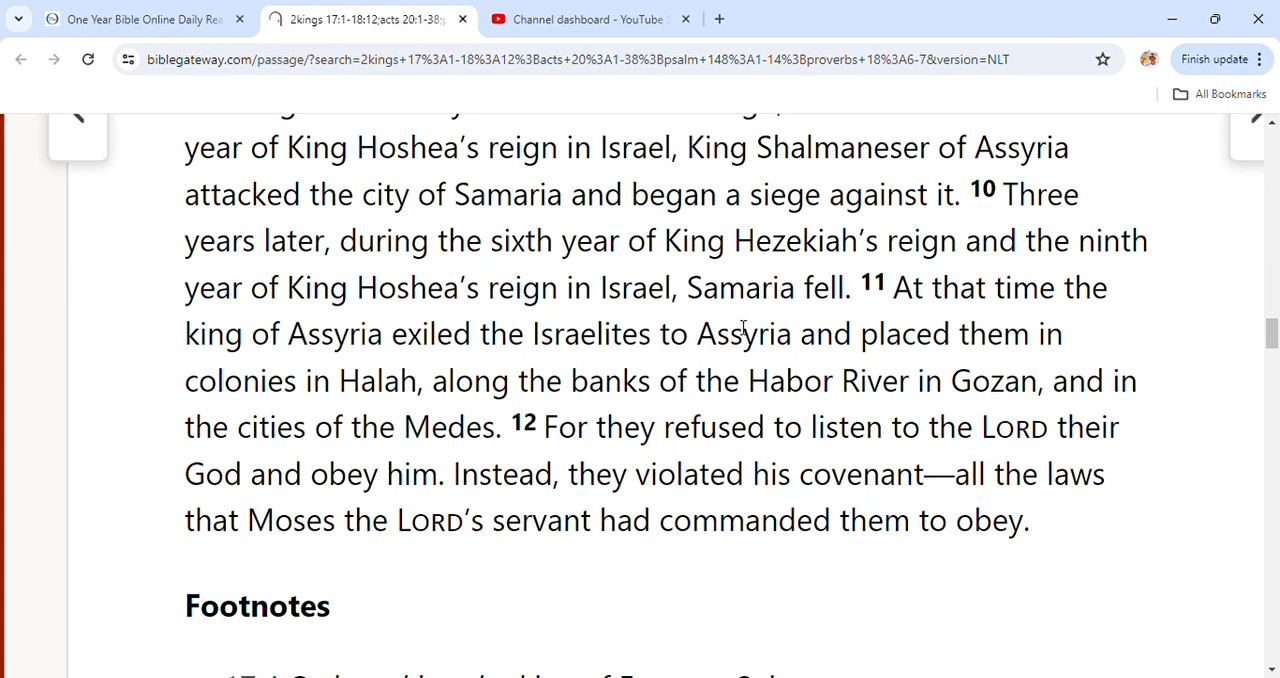 One Year Bible Online Daily Rea
2kings 17:1-18:12;acts 20:1-38;
Channel dashboard - YouTube S
biblegateway.com/passage/?search=2kings+17%3A1-18%3A12%3Bacts+20%3A1-38%3Bpsalm+148%3A1-14%3Bproverbs+18%3A6-7&version=NLT
Finish update
All Bookmarks
year of King Hoshea’s reign in Israel, King Shalmaneser of Assyria
attacked the city of Samaria and began a siege against it. 10 Three
years later, during the sixth year of King Hezekiah’s reign and the ninth
year of King Hoshea’s reign in Israel, Samaria fell. 11 At that time the
king of Assyria exiled the Israelites to Assyria and placed them in
colonies in Halah, along the banks of the Habor River in Gozan, and in
the cities of the Medes. 12 For they refused to listen to the LORD their
God and obey him. Instead, they violated his covenant—all the laws
that Moses the LORD’s servant had commanded them to obey.
Footnotes